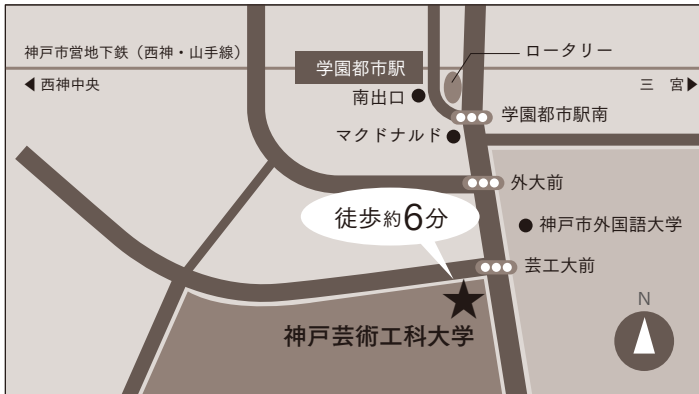 神戸市営地下鉄（西神・山手線）
◀ 西神中央
学園都市駅
ロータリー
三　宮▶
南出口
学園都市駅南
マクドナルド
外大前
徒歩約6分
神戸市外国語大学
芸工大前
神戸芸術工科大学
N